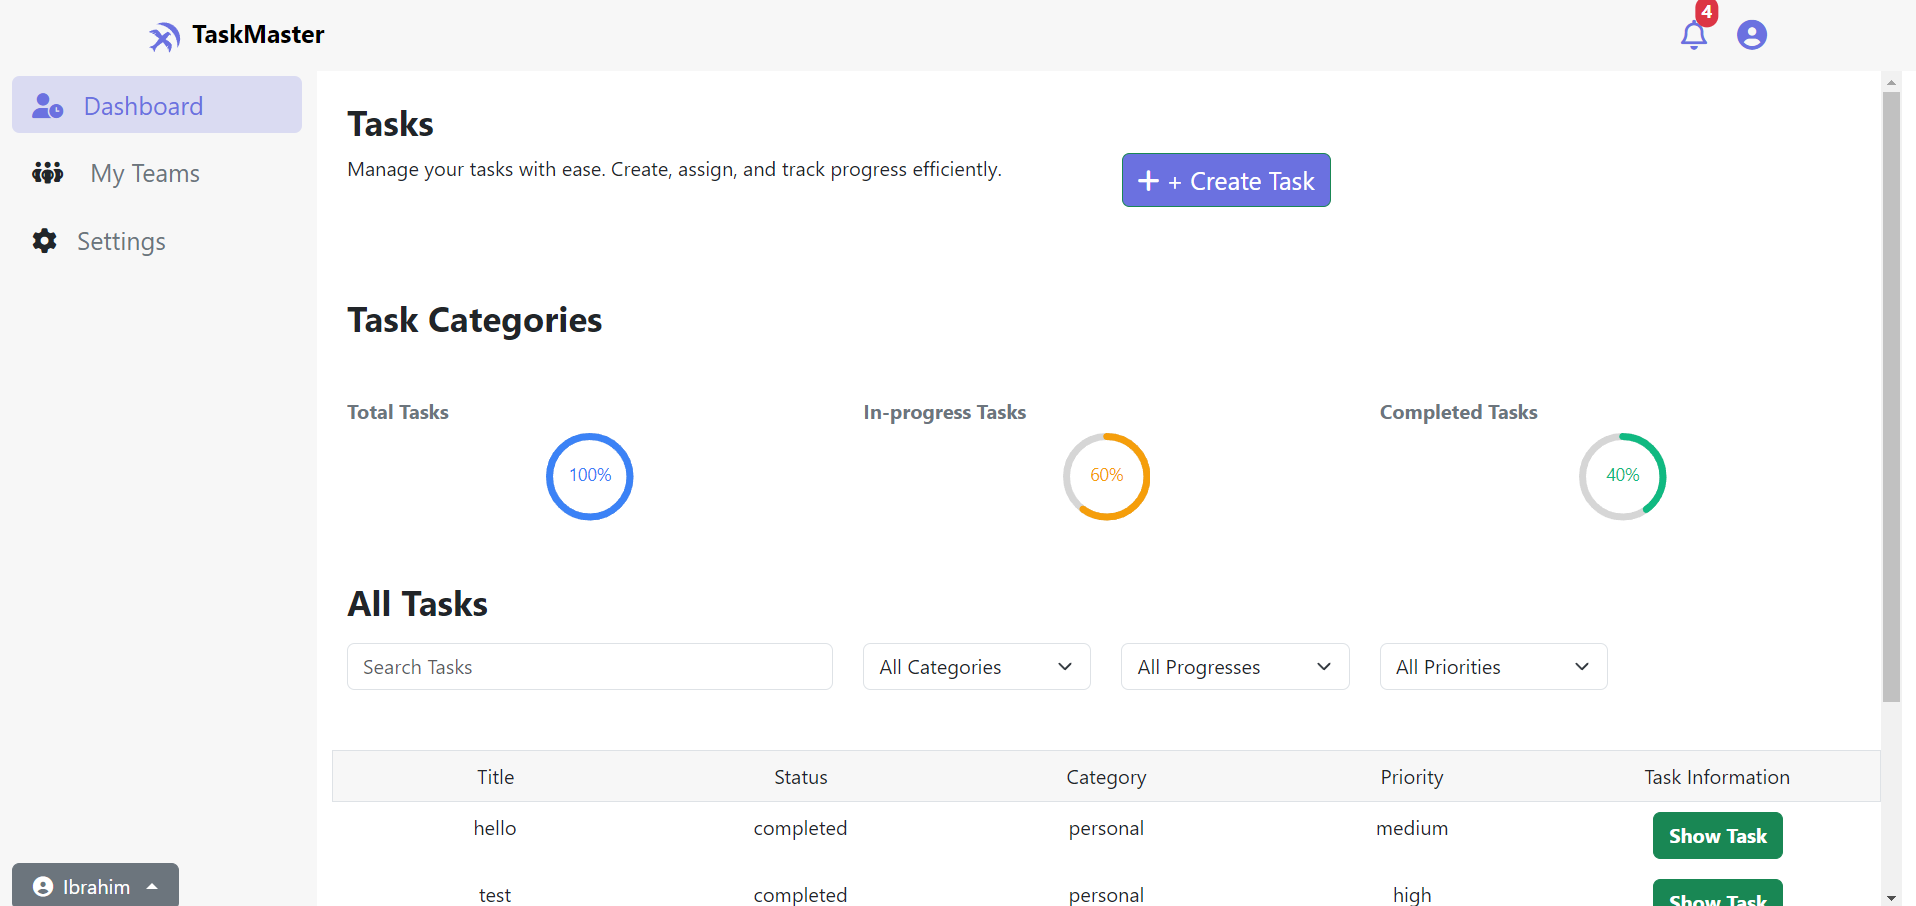 TaskMaster
4
Dashboard
My Teams
Settings
Tasks
Manage your tasks with ease. Create, assign, and track progress efficiently.
+ Create Task
Task Categories
Total Tasks
In-progress Tasks
Completed Tasks
100%
60%
40%
All Tasks
Search Tasks
All Categories
All Progresses
All Priorities
Title Status Category Priority Task Information
hello completed personal medium Show Task
test completed personal high Show Task
Ibrahim